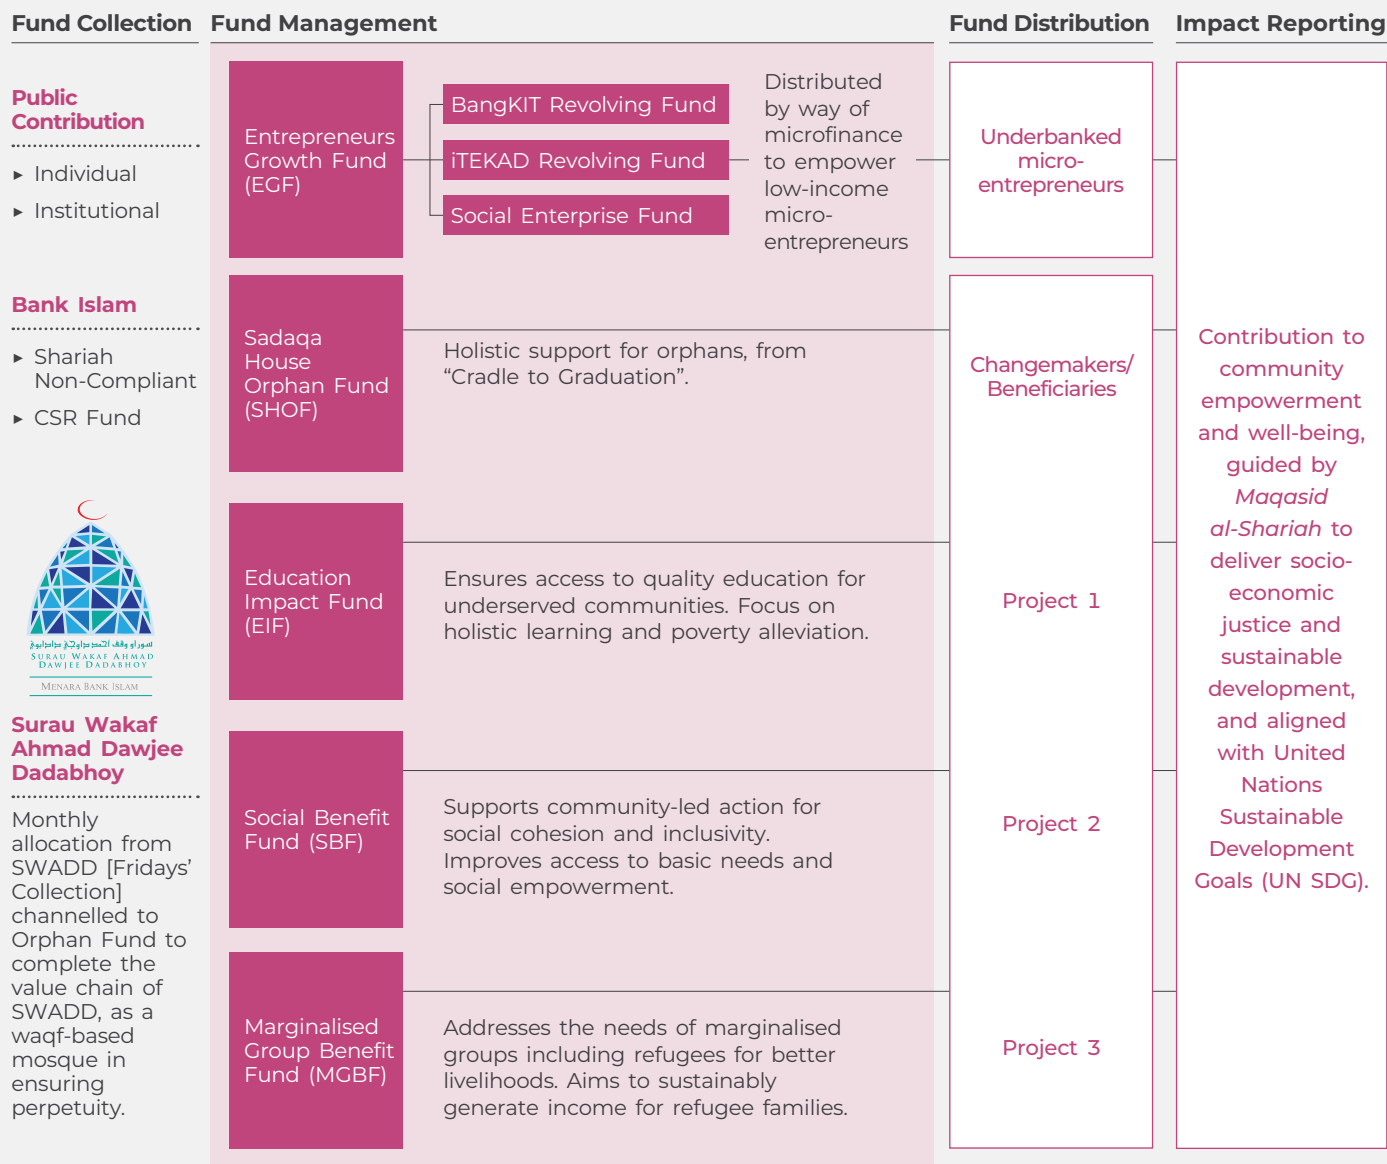 Fund Collection
Fund Management
Fund Distribution
Impact Reporting
Public
Contribution
▸ Individual
▸ Institutional
Bank Islam
▸ Shariah
Non-Compliant
▸ CSR Fund
SURAU WAKAF AHMAD
DAWJEE DADABHOY
MENARA BANK ISLAM
Surau Wakaf
Ahmad Dawjee
Dadabhoy
Monthly
allocation from
SWADD [Fridays’
Collection]
channelled to
Orphan Fund to
complete the
value chain of
SWADD, as a
waqf-based
mosque in
ensuring
perpetuity.
Entrepreneurs
Growth Fund
(EGF)
BangKIT Revolving Fund
iTEKAD Revolving Fund
Social Enterprise Fund
Distributed
by way of
microfinance
to empower
low-income
micro-
entrepreneurs
Underbanked
micro-
entrepreneurs
Sadaqa
House
Orphan Fund
(SHOF)
Holistic support for orphans, from
“Cradle to Graduation”.
Changemakers/
Beneficiaries
Education
Impact Fund
(EIF)
Ensures access to quality education for
underserved communities. Focus on
holistic learning and poverty alleviation.
Project 1
Social Benefit
Fund (SBF)
Supports community-led action for
social cohesion and inclusivity.
Improves access to basic needs and
social empowerment.
Project 2
Marginalised
Group Benefit
Fund (MGBF)
Addresses the needs of marginalised
groups including refugees for better
livelihoods. Aims to sustainably
generate income for refugee families.
Project 3
Contribution to
community
empowerment
and well-being,
guided by
Maqasid
al-Shariah to
deliver socio-
economic
justice and
sustainable
development,
and aligned
with United
Nations
Sustainable
Development
Goals (UN SDG).